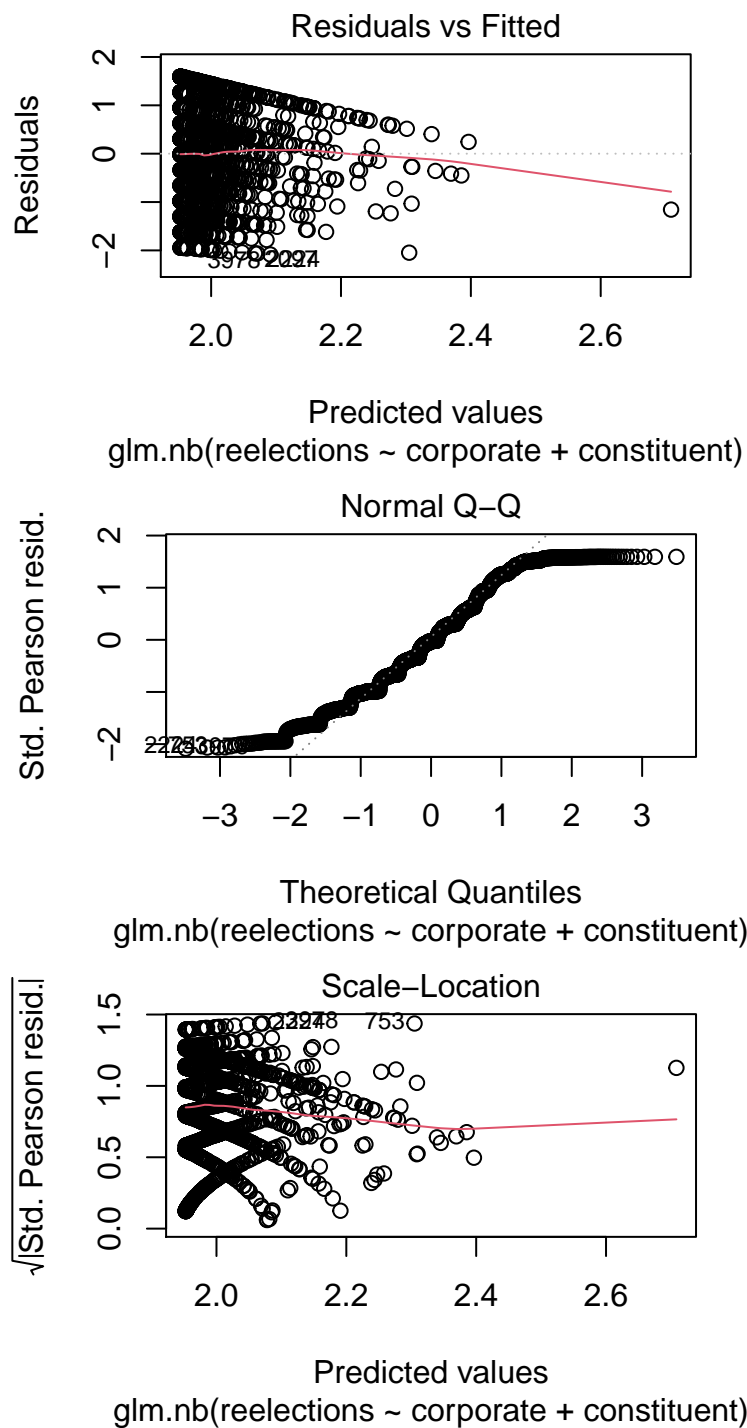 Residuals vs Fitted
Residuals
2
1
0
−2
2.0
2.2
2.4
2.6
Predicted values
glm.nb(reelections ~ corporate + constituent)
Normal Q−Q
Std. Pearson resid.
2
1
0
−2
−3
−2
−1
0
1
2
3
Theoretical Quantiles
glm.nb(reelections ~ corporate + constituent)
Scale−Location
√|Std. Pearson resid.|
1.5
1.0
0.5
0.0
753
2.0
2.2
2.4
2.6
Predicted values
glm.nb(reelections ~ corporate + constituent)